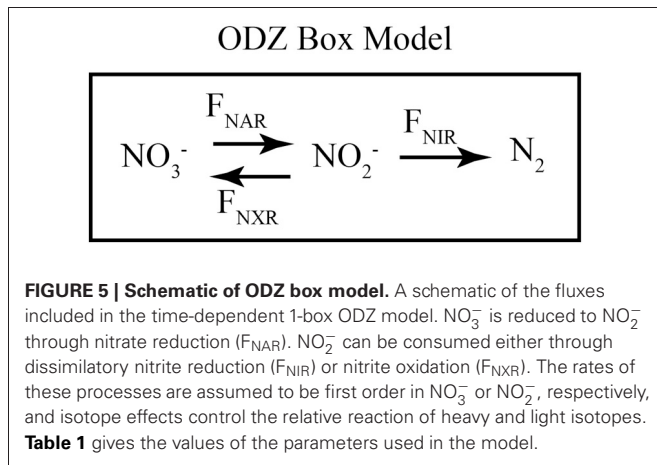 ODZ Box Model
F_NAR F_NIR
NO₃⁻ NO₂⁻ N₂
F_NXR
FIGURE 5 | Schematic of ODZ box model. A schematic of the fluxes
included in the time-dependent 1-box ODZ model. NO₃⁻ is reduced to NO₂⁻
through nitrate reduction (F_NAR). NO₂⁻ can be consumed either through
dissimilatory nitrite reduction (F_NIR) or nitrite oxidation (F_NXR). The rates of
these processes are assumed to be first order in NO₃⁻ or NO₂⁻, respectively,
and isotope effects control the relative reaction of heavy and light isotopes.
Table 1 gives the values of the parameters used in the model.